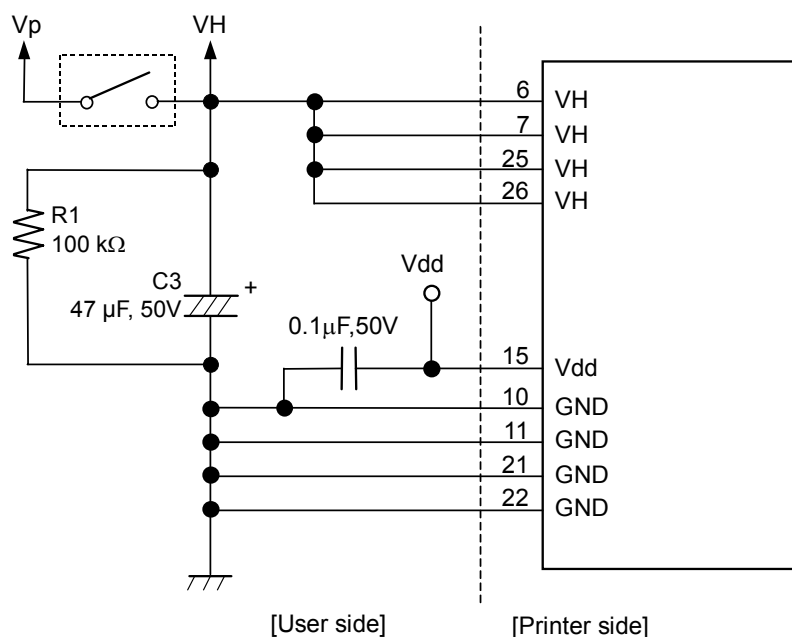 Vp
VH
6 VH
7 VH
25 VH
26 VH
R1
100 kΩ
C3
+
47 µF, 50V
Vdd
0.1µF,50V
15 Vdd
10 GND
11 GND
21 GND
22 GND
[User side]
[Printer side]